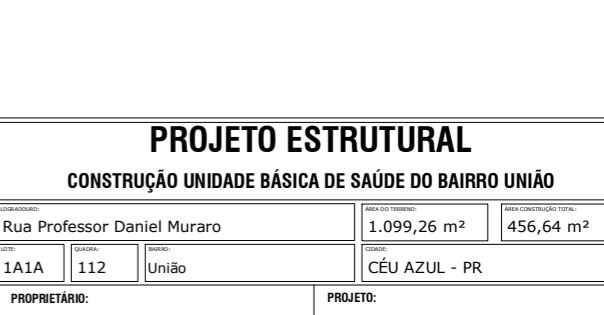 PROJETO ESTRUTURAL
CONSTRUÇÃO UNIDADE BÁSICA DE SAÚDE DO BAIRRO UNIÃO
LOGRADOURO: ÁREA DO TERRENO: ÁREA CONSTRUÇÃO TOTAL:
Rua Professor Daniel Muraro 1.099,26 m² 456,64 m²
LOTE: QUADRA: BAIRRO: CIDADE:
1A1A 112 União CÉU AZUL - PR
PROPRIETÁRIO: PROJETO: